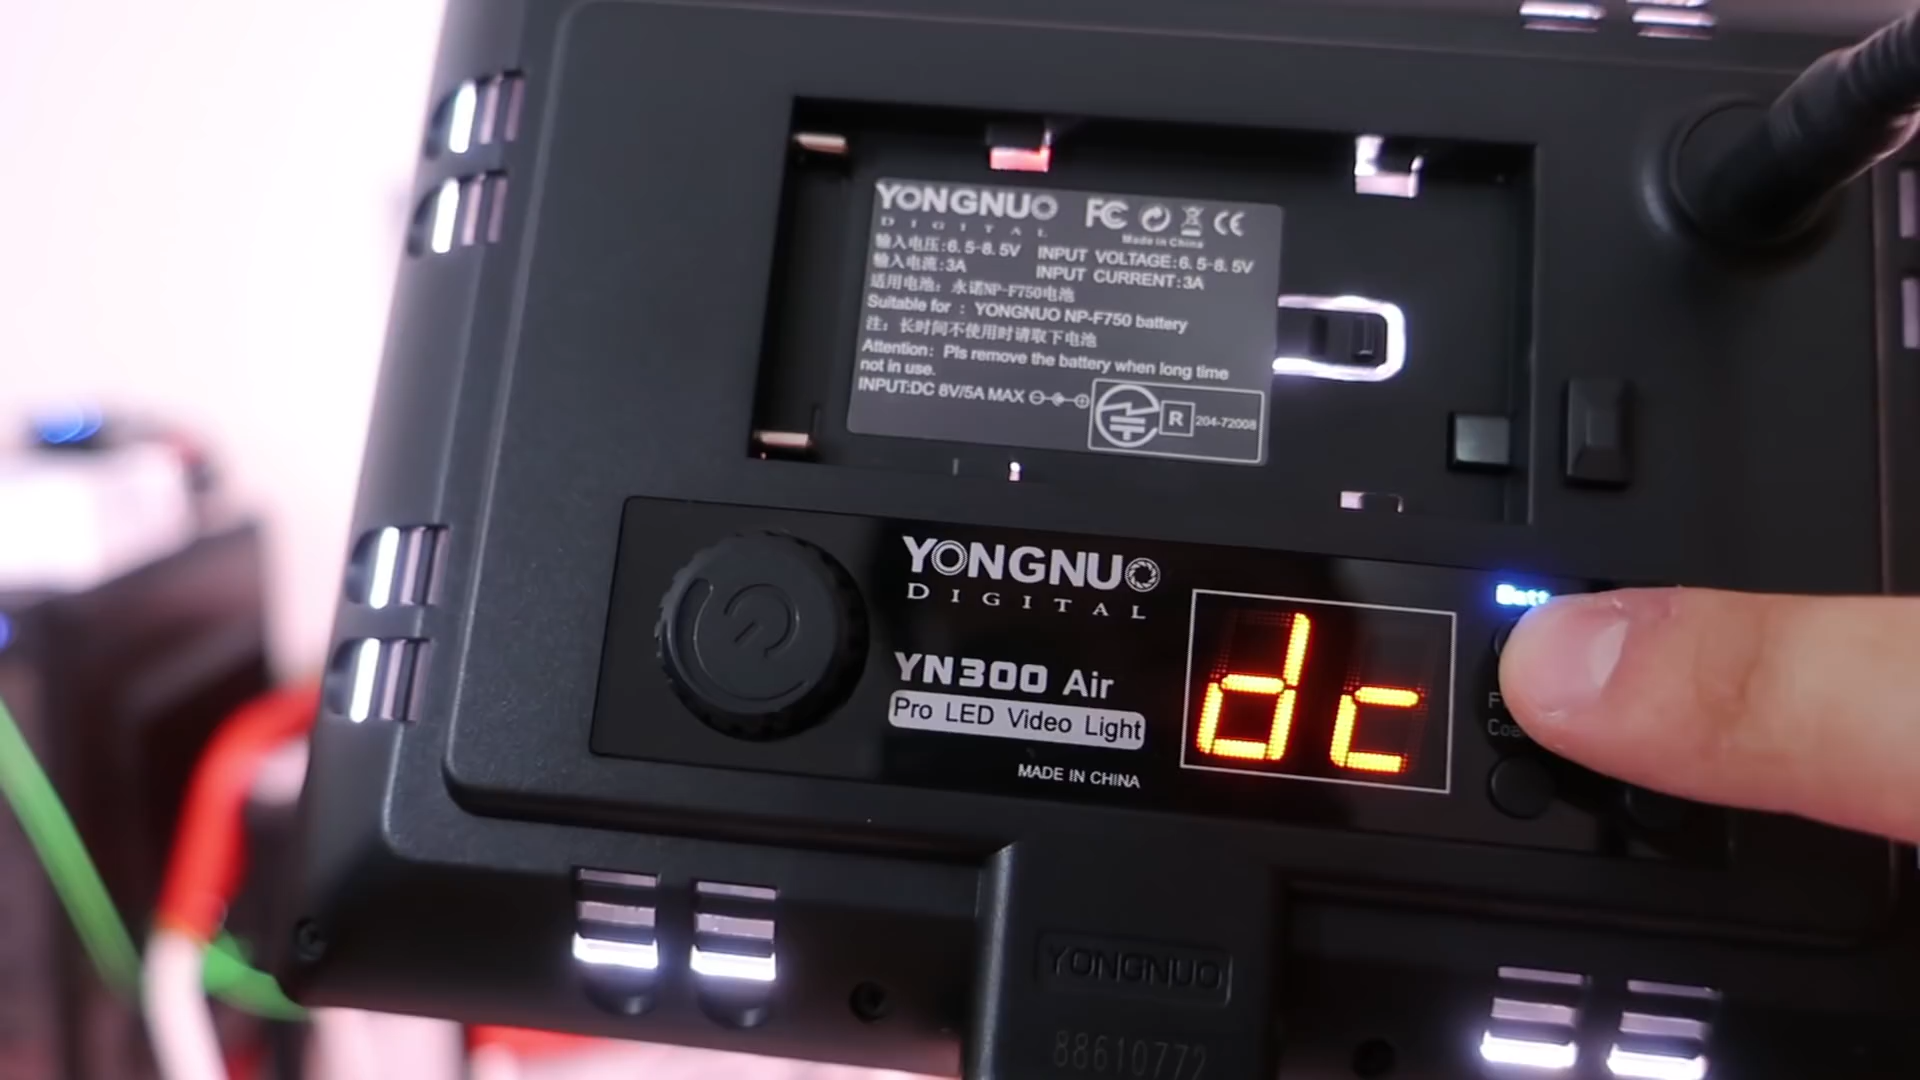 YONGNUO
DIGITAL
FC CE
Made in China
输入电压:6.5-8.5V INPUT VOLTAGE:6.5-8.5V
输入电流:3A INPUT CURRENT:3A
适用电池：永诺NP-F750电池
Suitable for : YONGNUO NP-F750 battery
注：长时间不使用时请取下电池
Attention: Pls remove the battery when long time
not in use.
INPUT:DC 8V/5A MAX
R 204-72008
YONGNUO
DIGITAL
YN300 Air
Pro LED Video Light
MADE IN CHINA
dc
Batt
YONGNUO
88610772